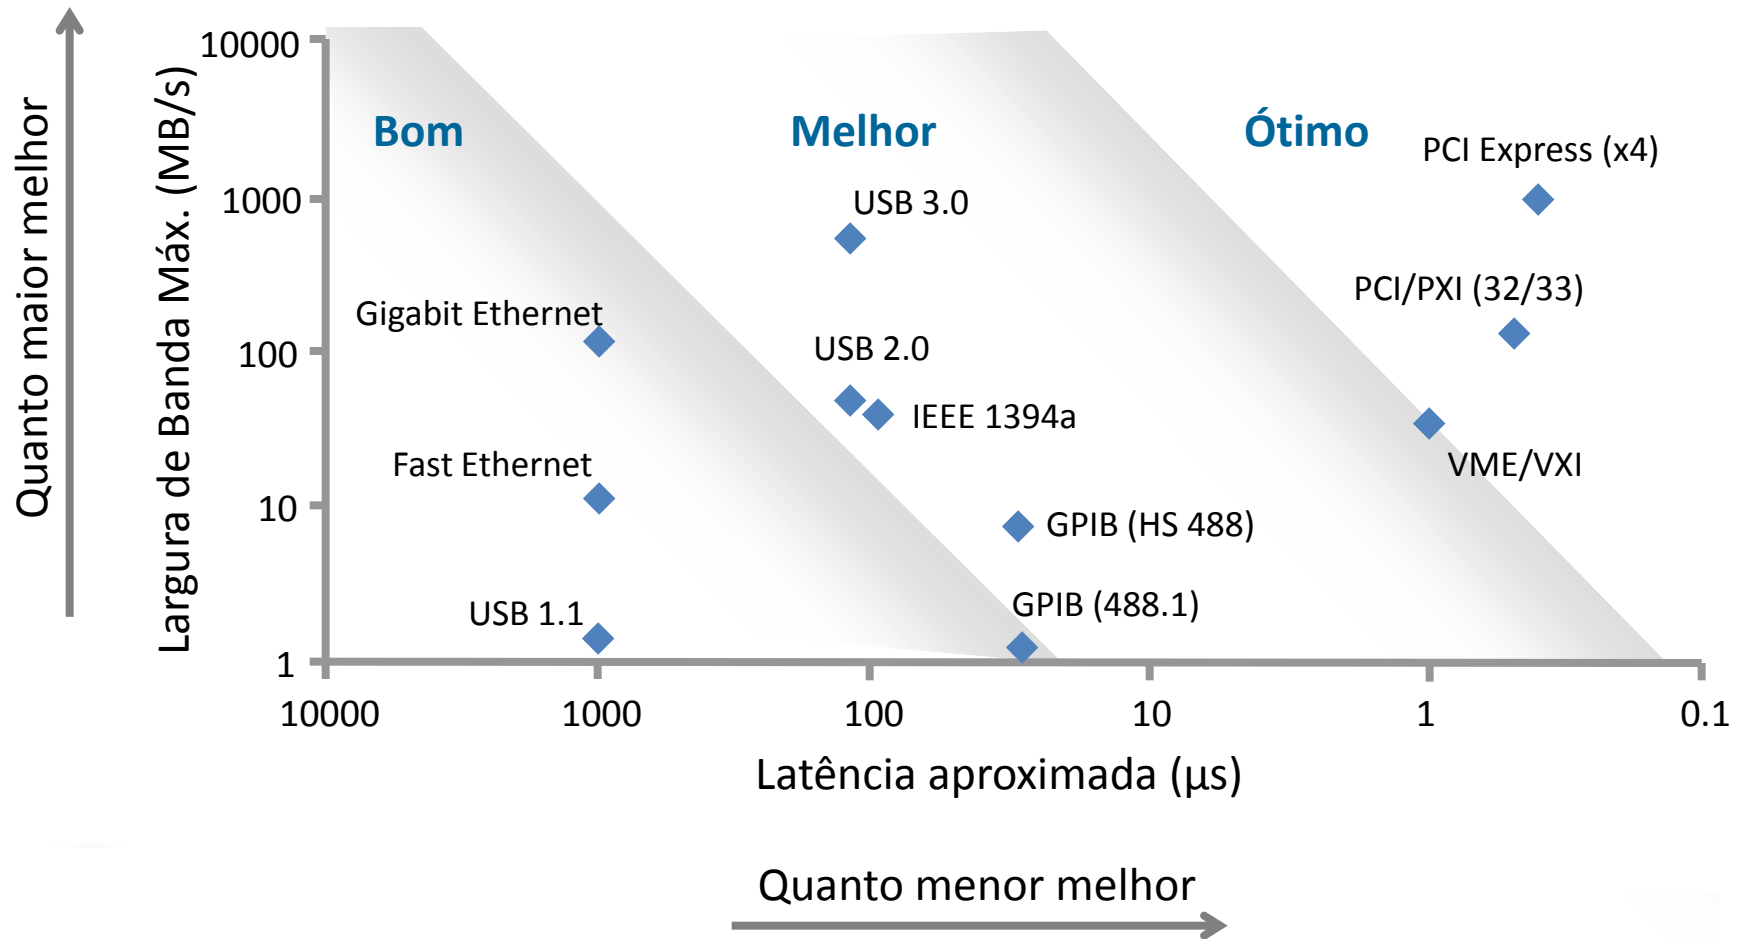 Quanto maior melhor
Largura de Banda Máx. (MB/s)
10000
1000
100
10
1
Bom
Melhor
Ótimo
PCI Express (x4)
USB 3.0
PCI/PXI (32/33)
Gigabit Ethernet
USB 2.0
IEEE 1394a
Fast Ethernet
VME/VXI
GPIB (HS 488)
GPIB (488.1)
USB 1.1
10000
1000
100
10
1
0.1
Latência aproximada (µs)
Quanto menor melhor